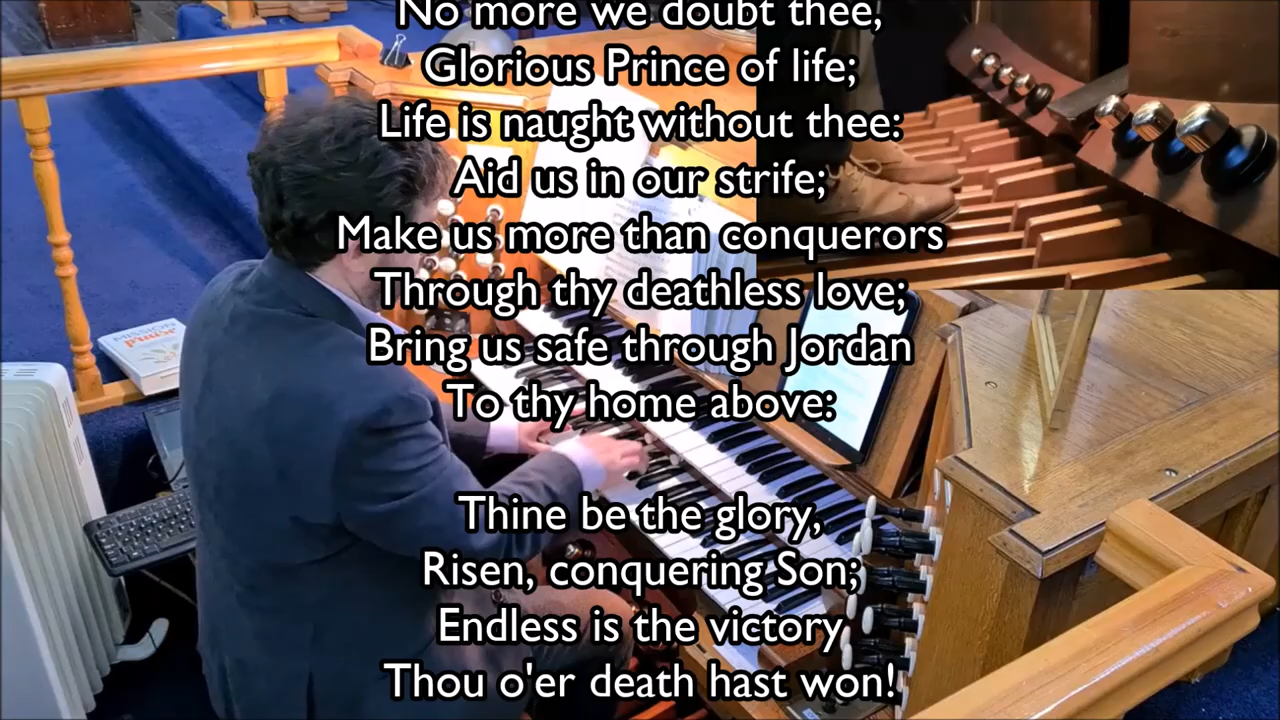 No more we doubt thee,
Glorious Prince of life;
Life is naught without thee:
Aid us in our strife;
Make us more than conquerors
Through thy deathless love;
Bring us safe through Jordan
To thy home above:
MISSION
PRAISE
Thine be the glory,
Risen, conquering Son;
Endless is the victory,
Thou o'er death hast won!